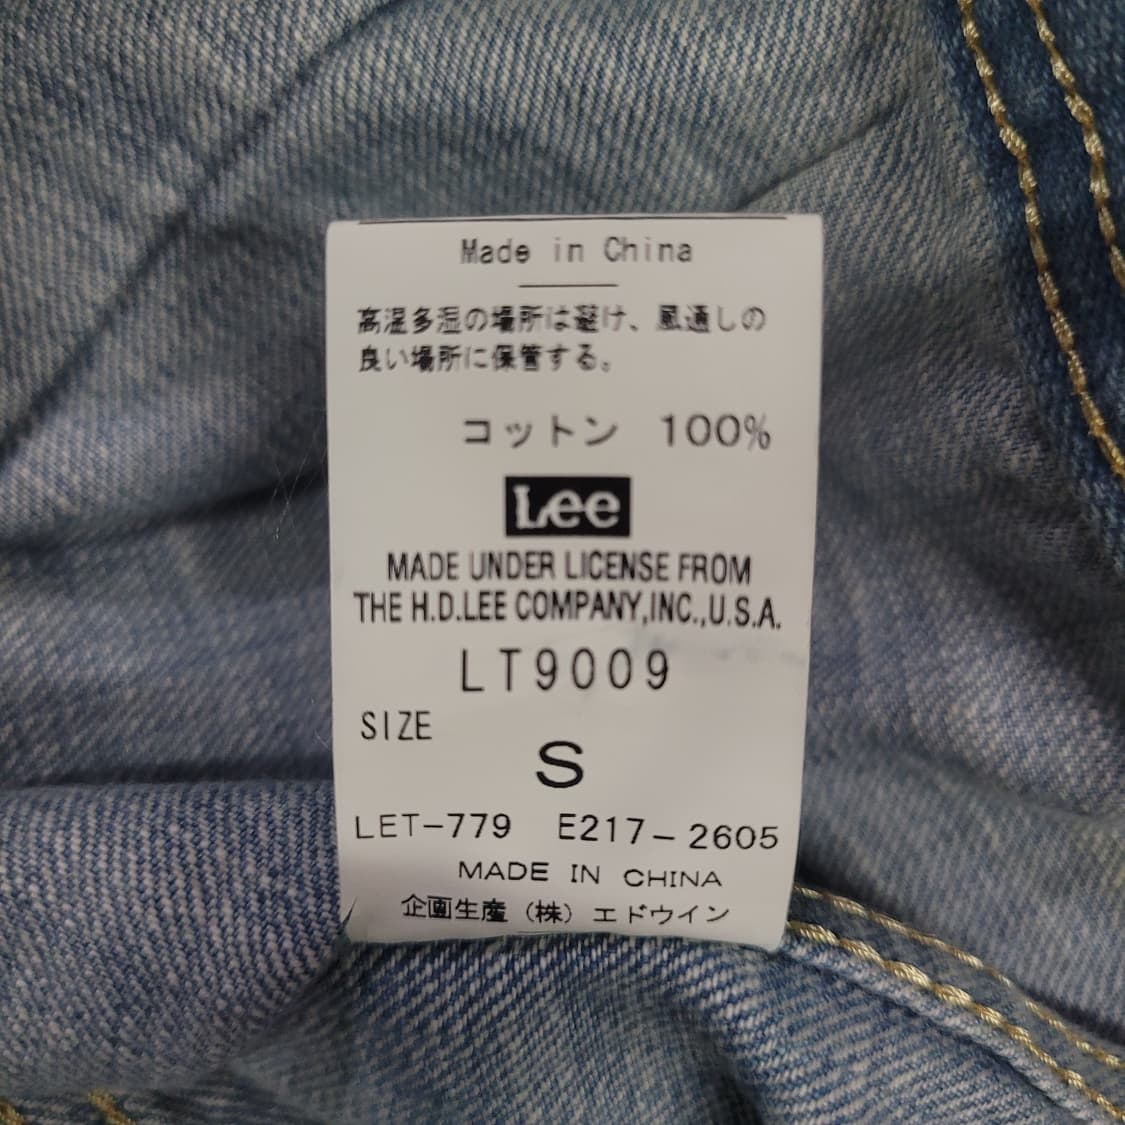 Made in China
高温多湿の場所は避け、風通しの
良い場所に保管する。
コットン 100%
Lee
MADE UNDER LICENSE FROM
THE H.D.LEE COMPANY,INC.,U.S.A.
LT9009
SIZE
S
LET-779 E217-2605
MADE IN CHINA
企画生産(株)エドウイン